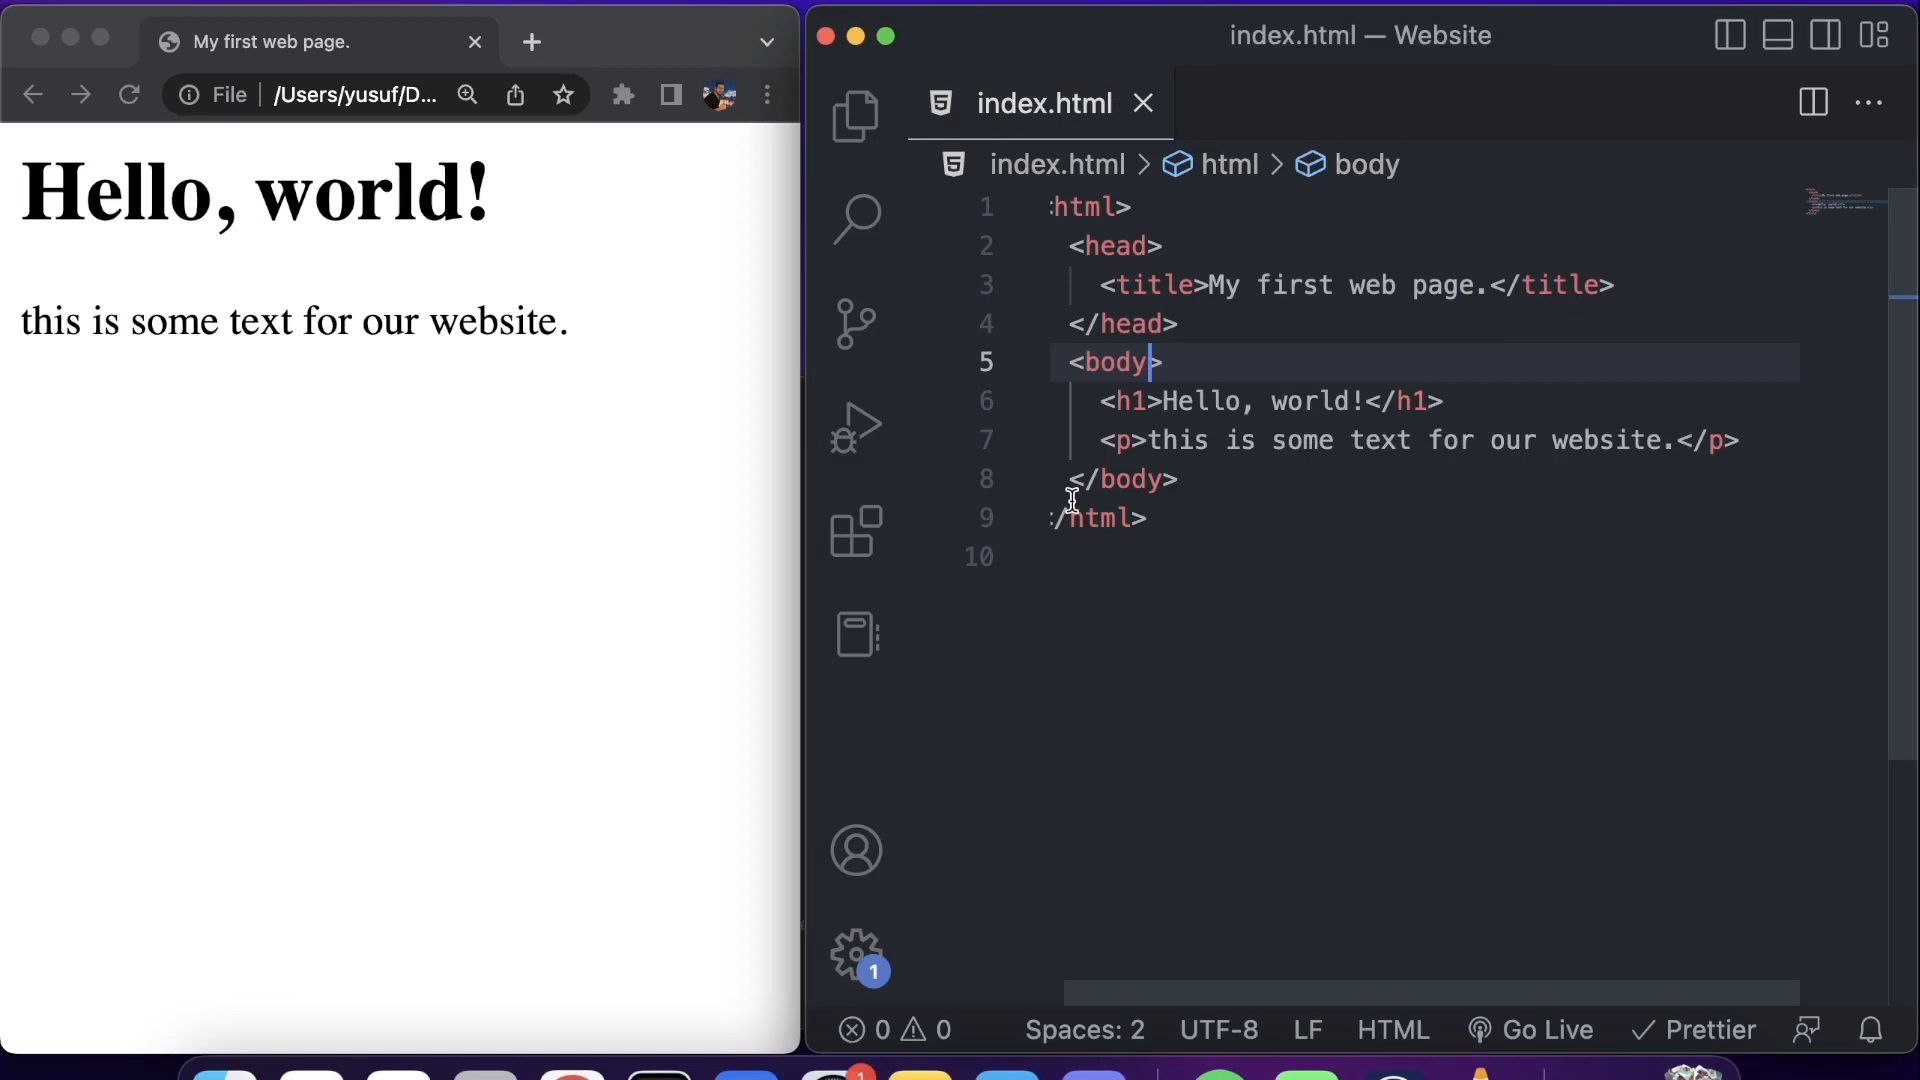 My first web page.
File /Users/yusuf/D...
Hello, world!
this is some text for our website.
index.html — Website
index.html
index.html > html > body
1 html>
2 <head>
3 <title>My first web page.</title>
4 </head>
5 <body>
6 <h1>Hello, world!</h1>
7 <p>this is some text for our website.</p>
8 </body>
9 /html>
10
1
0 0 Spaces: 2 UTF-8 LF HTML Go Live Prettier
1